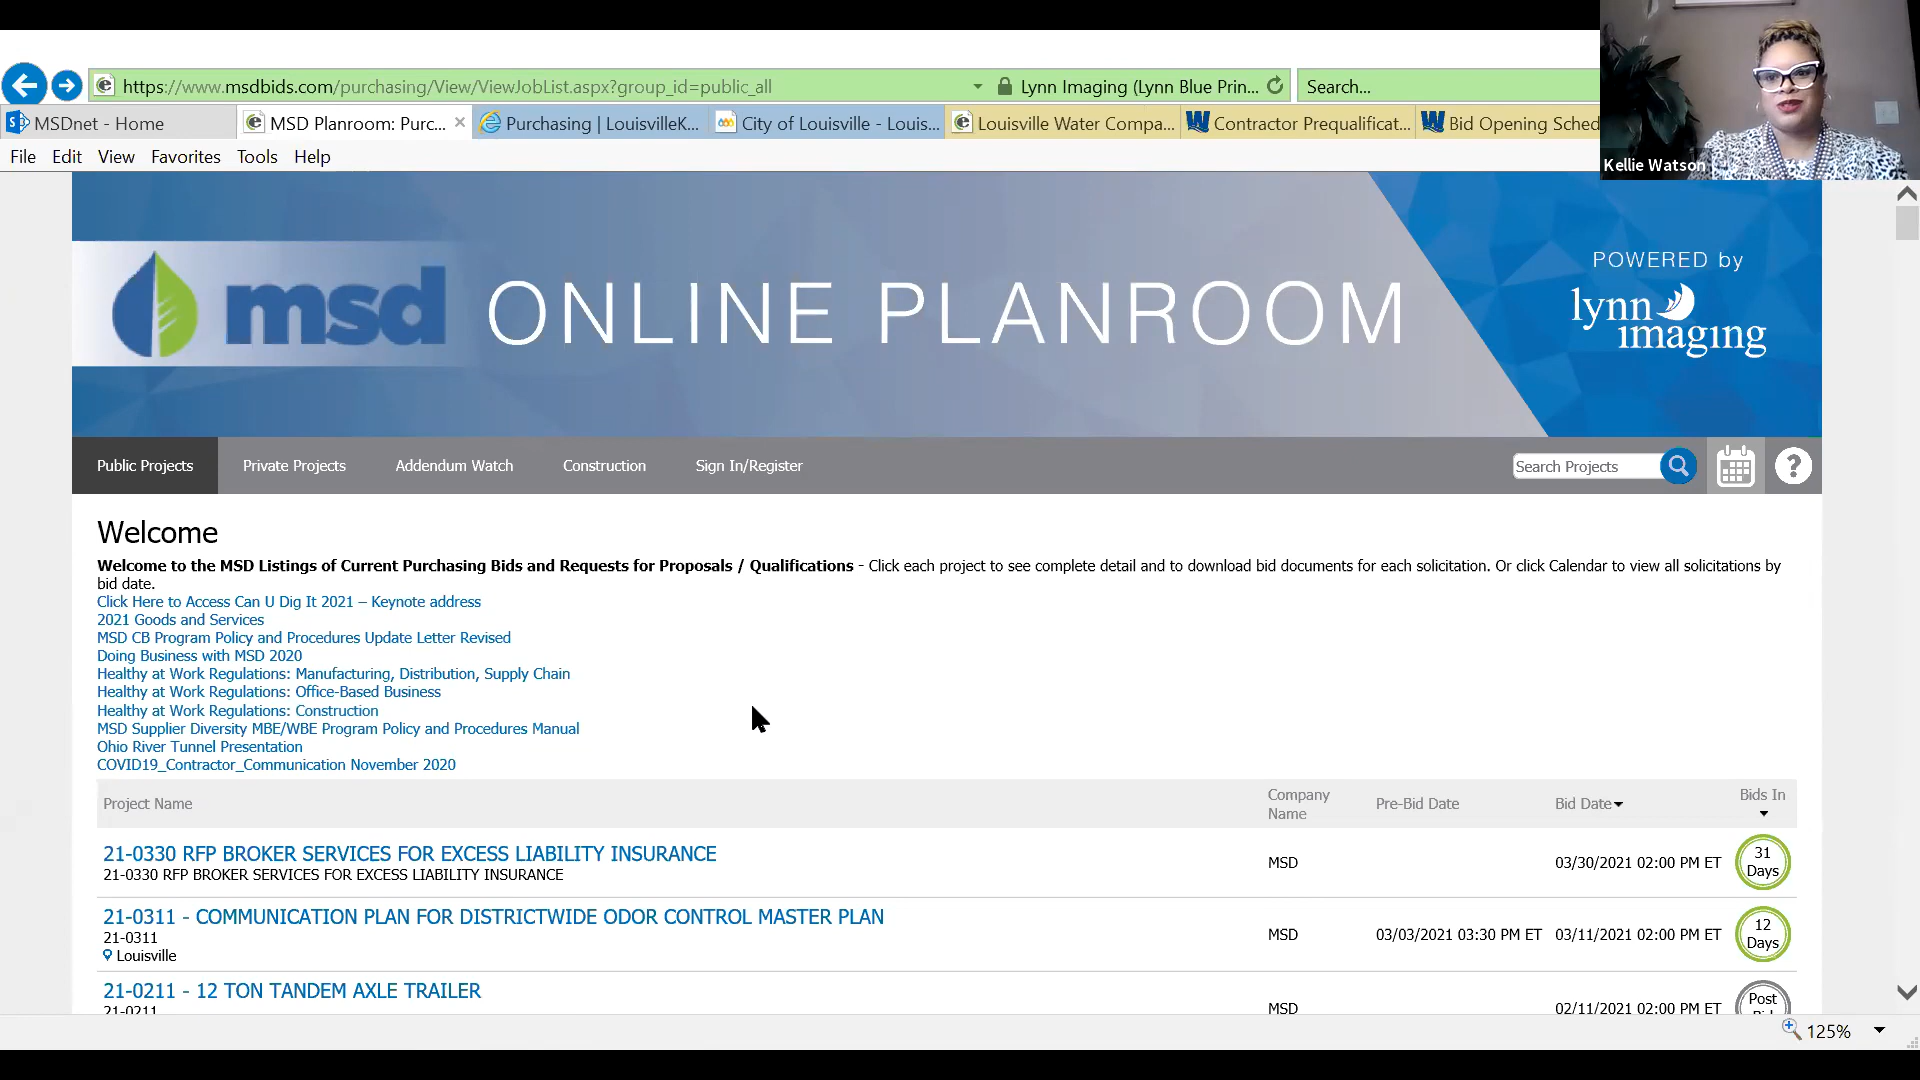 https://www.msdbids.com/purchasing/View/ViewJobList.aspx?group_id=public_all
Lynn Imaging (Lynn Blue Prin...
Search...
MSDnet - Home
MSD Planroom: Purc...
Purchasing | LouisvilleK...
City of Louisville - Louis...
Louisville Water Compa...
Contractor Prequalificat...
Bid Opening Sched
Kellie Watson
File Edit View Favorites Tools Help
msd ONLINE PLANROOM
POWERED by
lynn
imaging
Public Projects Private Projects Addendum Watch Construction Sign In/Register
Search Projects
?
Welcome
Welcome to the MSD Listings of Current Purchasing Bids and Requests for Proposals / Qualifications - Click each project to see complete detail and to download bid documents for each solicitation. Or click Calendar to view all solicitations by
bid date.
Click Here to Access Can U Dig It 2021 – Keynote address
2021 Goods and Services
MSD CB Program Policy and Procedures Update Letter Revised
Doing Business with MSD 2020
Healthy at Work Regulations: Manufacturing, Distribution, Supply Chain
Healthy at Work Regulations: Office-Based Business
Healthy at Work Regulations: Construction
MSD Supplier Diversity MBE/WBE Program Policy and Procedures Manual
Ohio River Tunnel Presentation
COVID19_Contractor_Communication November 2020
Project Name
Company
Name
Pre-Bid Date
Bid Date
Bids In
21-0330 RFP BROKER SERVICES FOR EXCESS LIABILITY INSURANCE
21-0330 RFP BROKER SERVICES FOR EXCESS LIABILITY INSURANCE
MSD
03/30/2021 02:00 PM ET
31
Days
21-0311 - COMMUNICATION PLAN FOR DISTRICTWIDE ODOR CONTROL MASTER PLAN
21-0311
Louisville
MSD
03/03/2021 03:30 PM ET
03/11/2021 02:00 PM ET
12
Days
21-0211 - 12 TON TANDEM AXLE TRAILER
21-0211
MSD
02/11/2021 02:00 PM ET
Post
Bid
125%